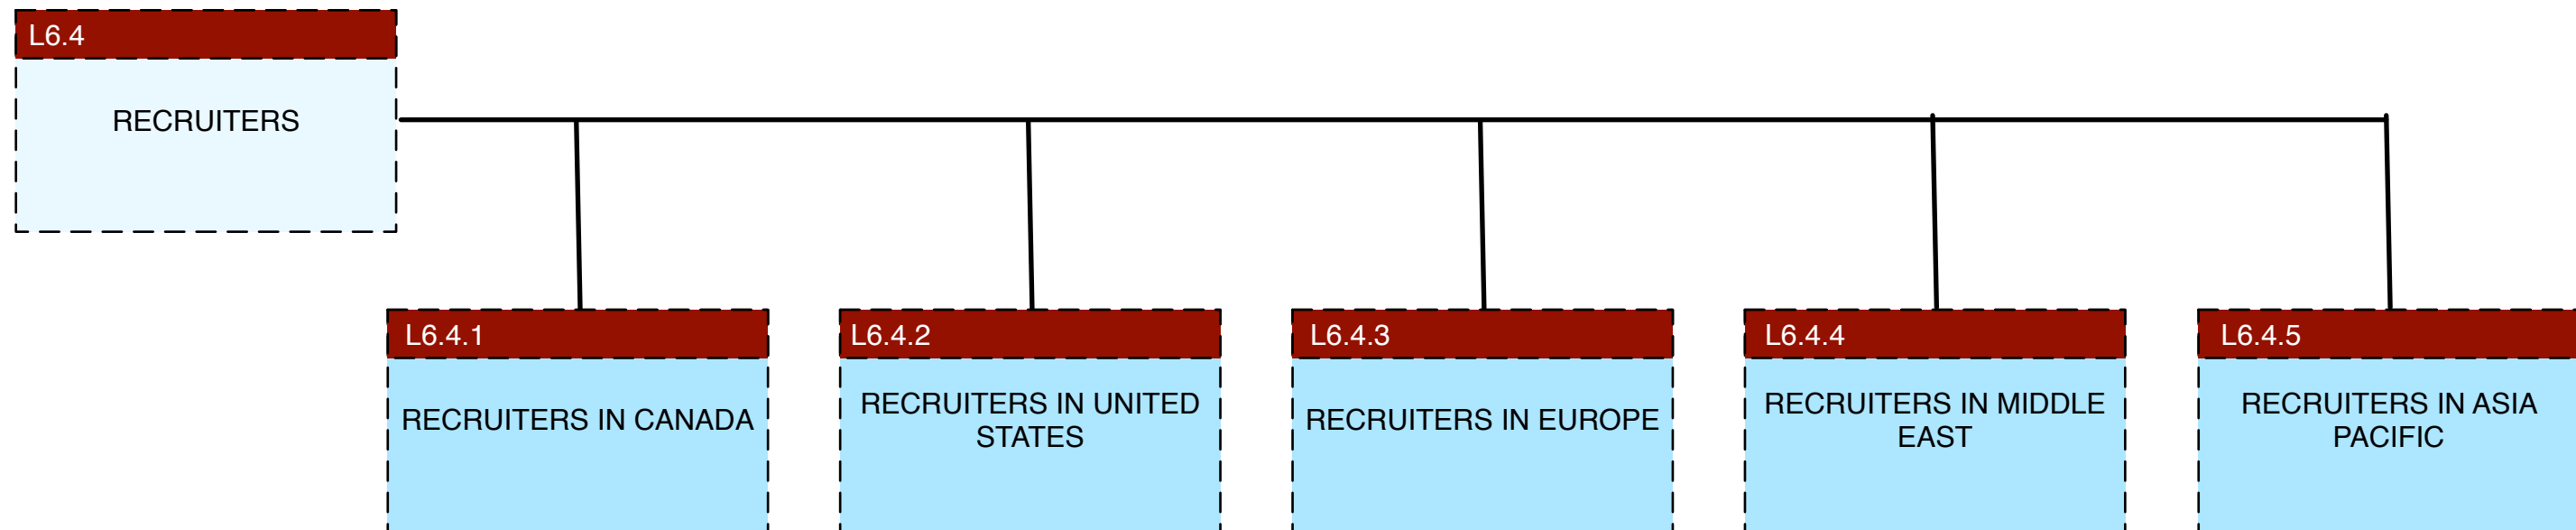 L6.4
RECRUITERS
L6.4.1
RECRUITERS IN CANADA
L6.4.2
RECRUITERS IN UNITED
STATES
L6.4.3
RECRUITERS IN EUROPE
L6.4.4
RECRUITERS IN MIDDLE
EAST
L6.4.5
RECRUITERS IN ASIA
PACIFIC